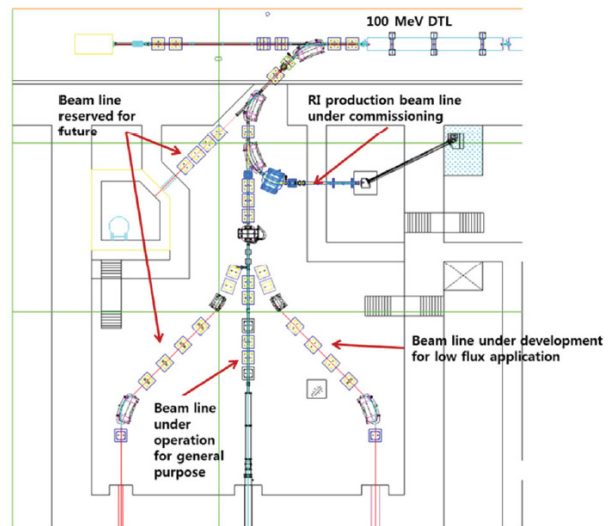 100 MeV DTL
Beam line
reserved for
future
RI production beam line
under commissioning
Beam line under development
for low flux application
Beam line
under
operation
for general
purpose